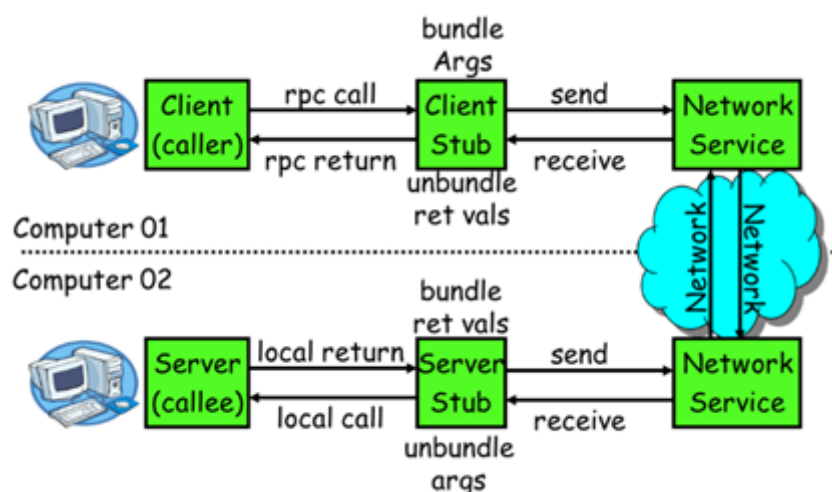 bundle
Args
Client
(caller)
rpc call
rpc return
Client
Stub
send
receive
Network
Service
unbundle
ret vals
Computer 01
Network
Network
Computer 02
bundle
ret vals
Server
(callee)
local return
local call
Server
Stub
send
receive
Network
Service
unbundle
args